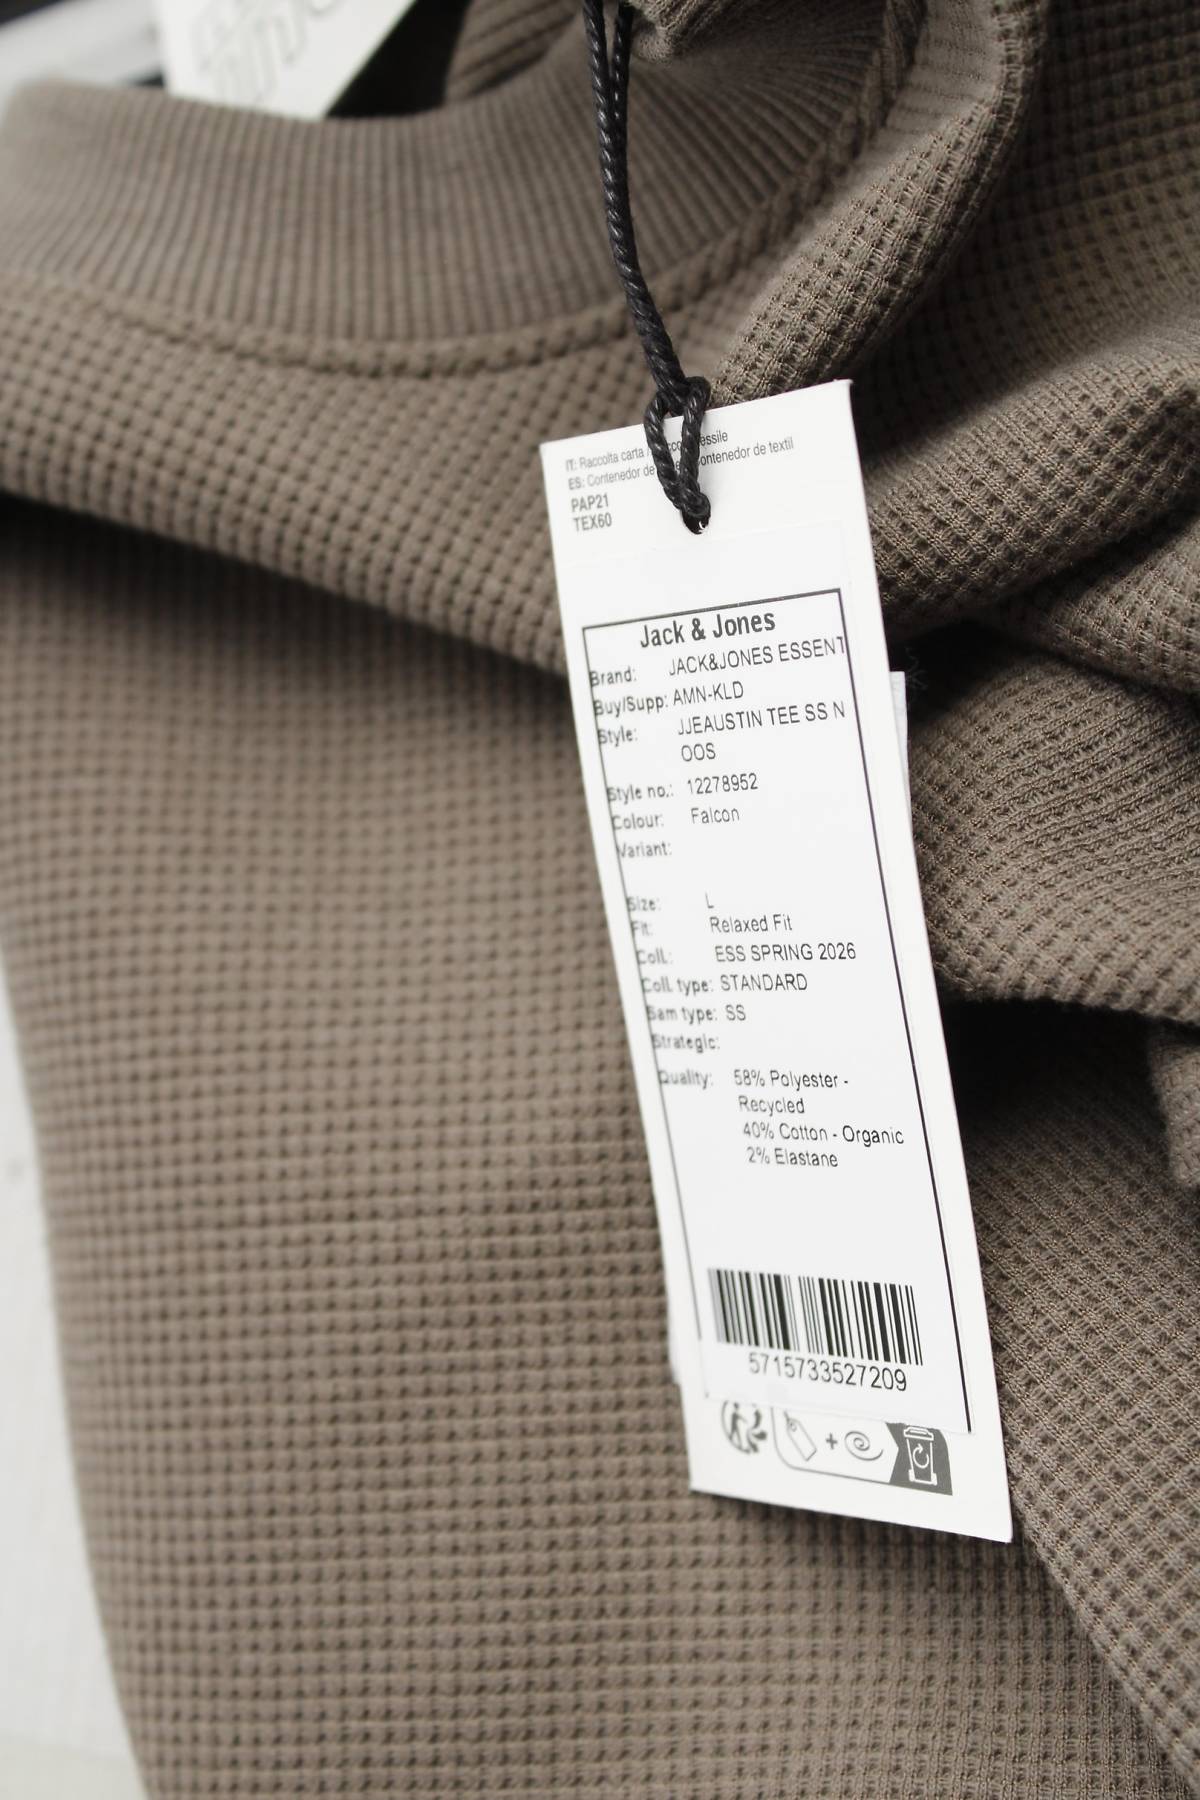 IT: Raccolta carta /
ES: Contenedor de contenedor de textil
PAP21
TEX60
Jack & Jones
Brand: JACK&JONES ESSENT
Buy/Supp: AMN-KLD
Style: JJEAUSTIN TEE SS N
OOS
Style no.: 12278952
Colour: Falcon
Variant:
Size: L
Fit: Relaxed Fit
Coll.: ESS SPRING 2026
Coll. type: STANDARD
Sam type: SS
Strategic:
Quality: 58% Polyester -
Recycled
40% Cotton - Organic
2% Elastane
5715733527209
+